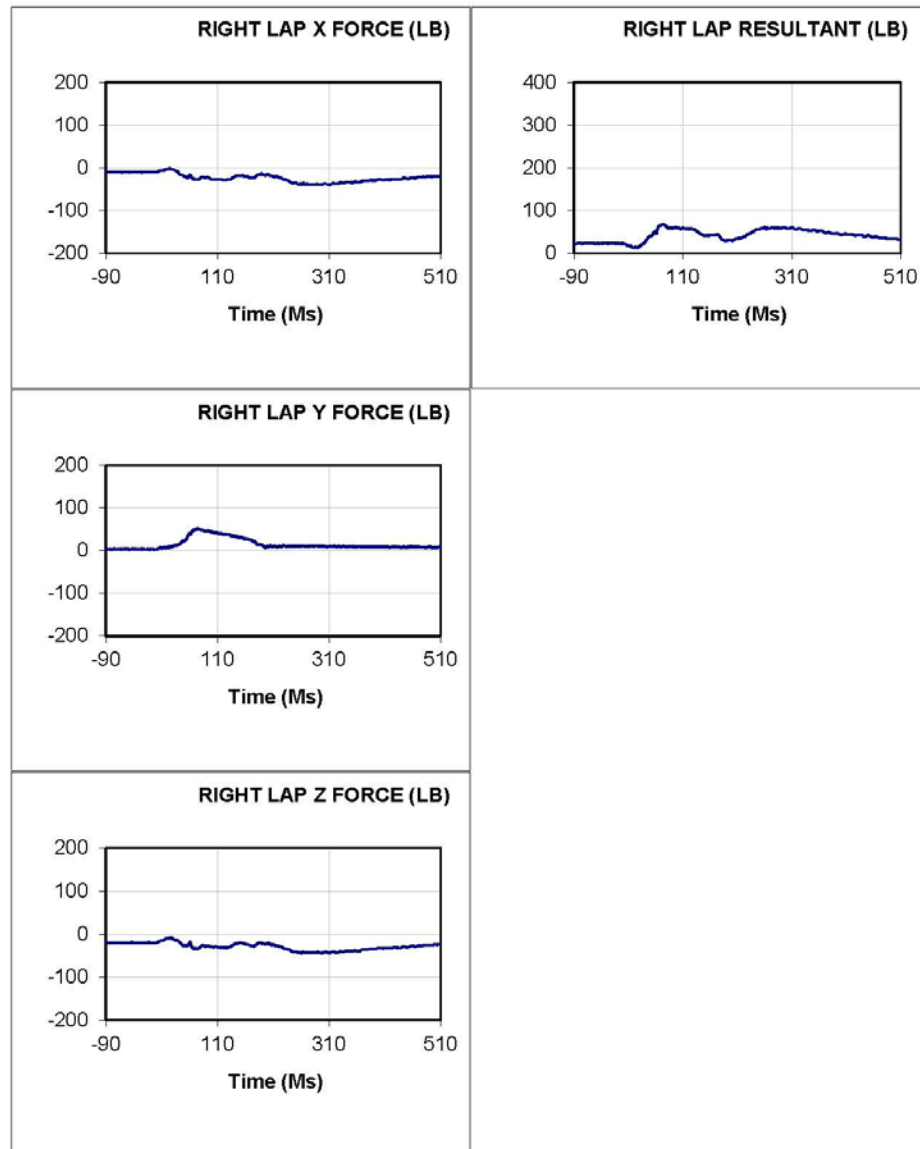 RIGHT LAP X FORCE (LB)
200
100
0
-100
-200
-90 110 310 510
Time (Ms)
RIGHT LAP RESULTANT (LB)
400
300
200
100
0
-90 110 310 510
Time (Ms)
RIGHT LAP Y FORCE (LB)
200
100
0
-100
-200
-90 110 310 510
Time (Ms)
RIGHT LAP Z FORCE (LB)
200
100
0
-100
-200
-90 110 310 510
Time (Ms)